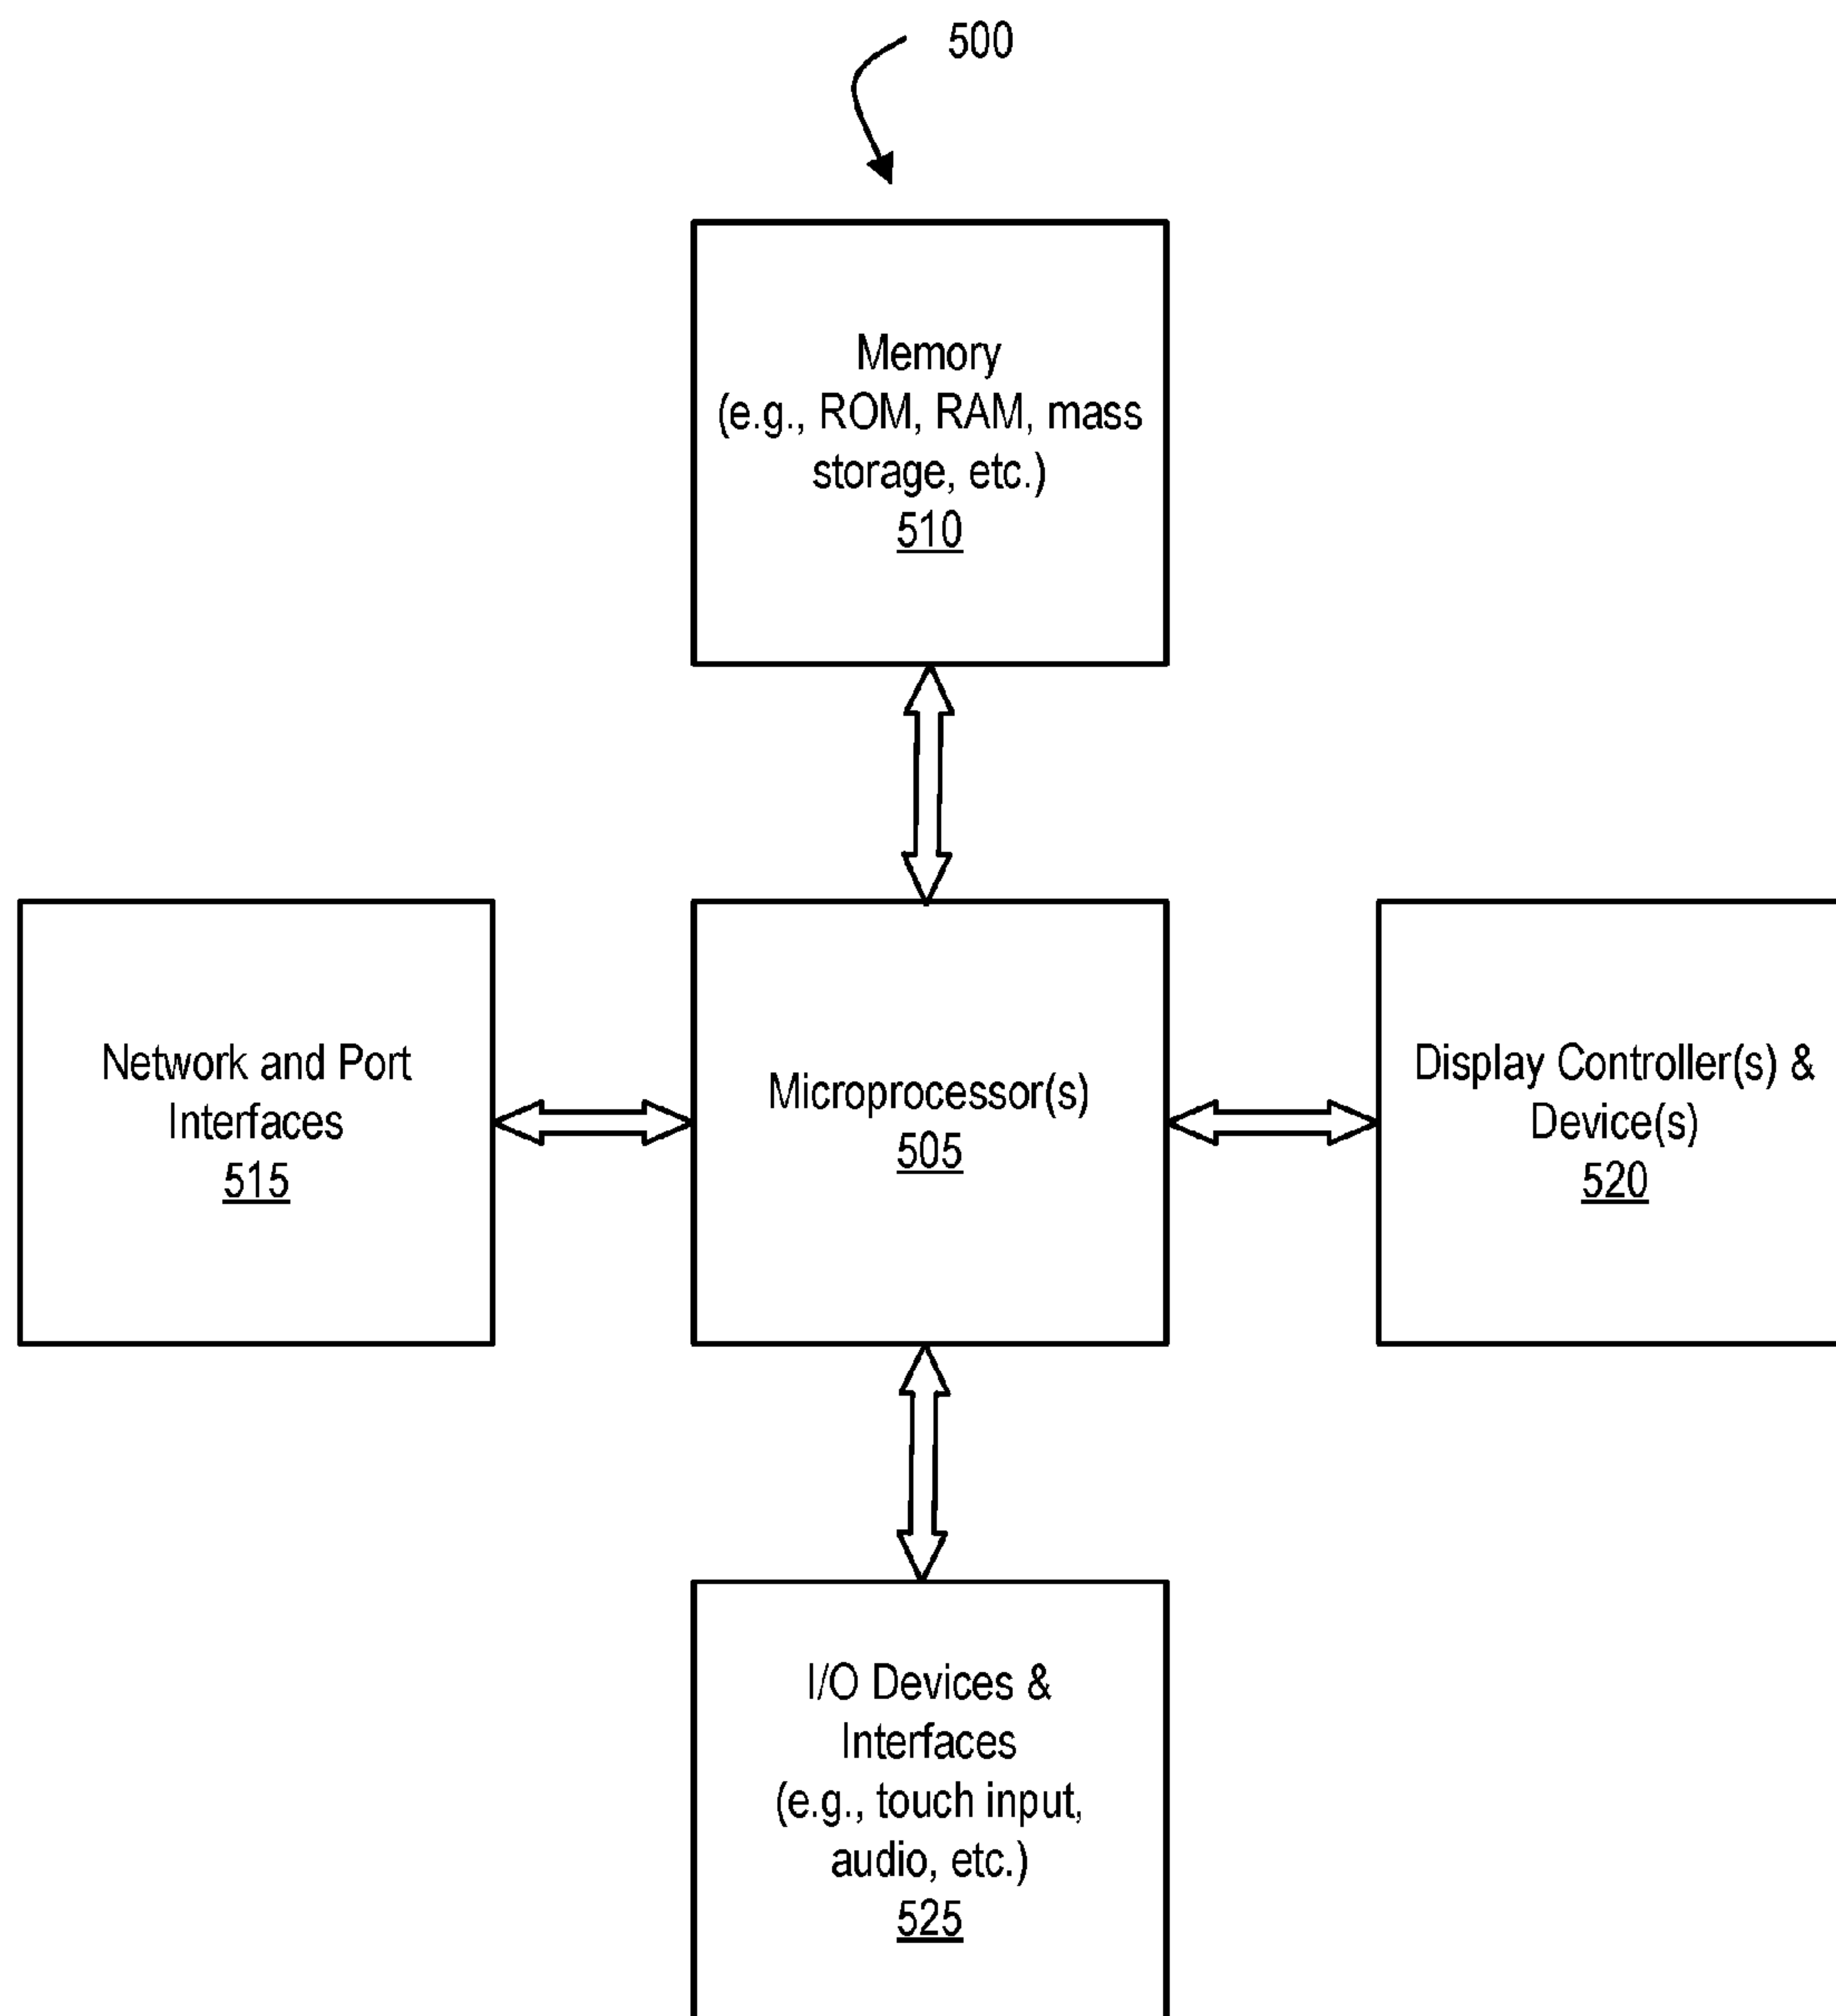 500
Memory
(e.g., ROM, RAM, mass
storage, etc.)
510
Network and Port
Interfaces
515
Microprocessor(s)
505
Display Controller(s) &
Device(s)
520
I/O Devices &
Interfaces
(e.g., touch input,
audio, etc.)
525